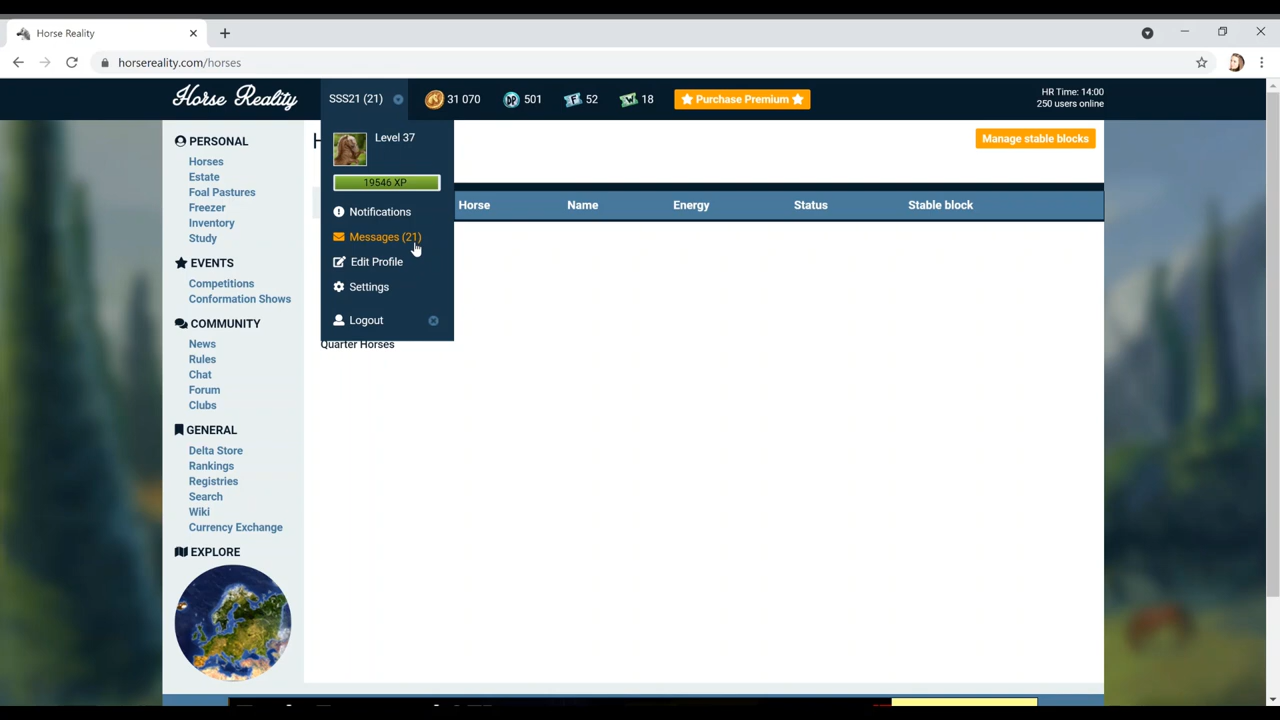 Horse Reality
horsereality.com/horses
Horse Reality
SSS21 (21)
31 070
DP
501
52
18
Purchase Premium
HR Time: 14:00
250 users online
PERSONAL
Horses
Estate
Foal Pastures
Freezer
Inventory
Study
EVENTS
Competitions
Conformation Shows
COMMUNITY
News
Rules
Chat
Forum
Clubs
GENERAL
Delta Store
Rankings
Registries
Search
Wiki
Currency Exchange
EXPLORE
Level 37
19546 XP
Notifications
Messages (21)
Edit Profile
Settings
Logout
Quarter Horses
H
Manage stable blocks
Horse Name Energy Status Stable block